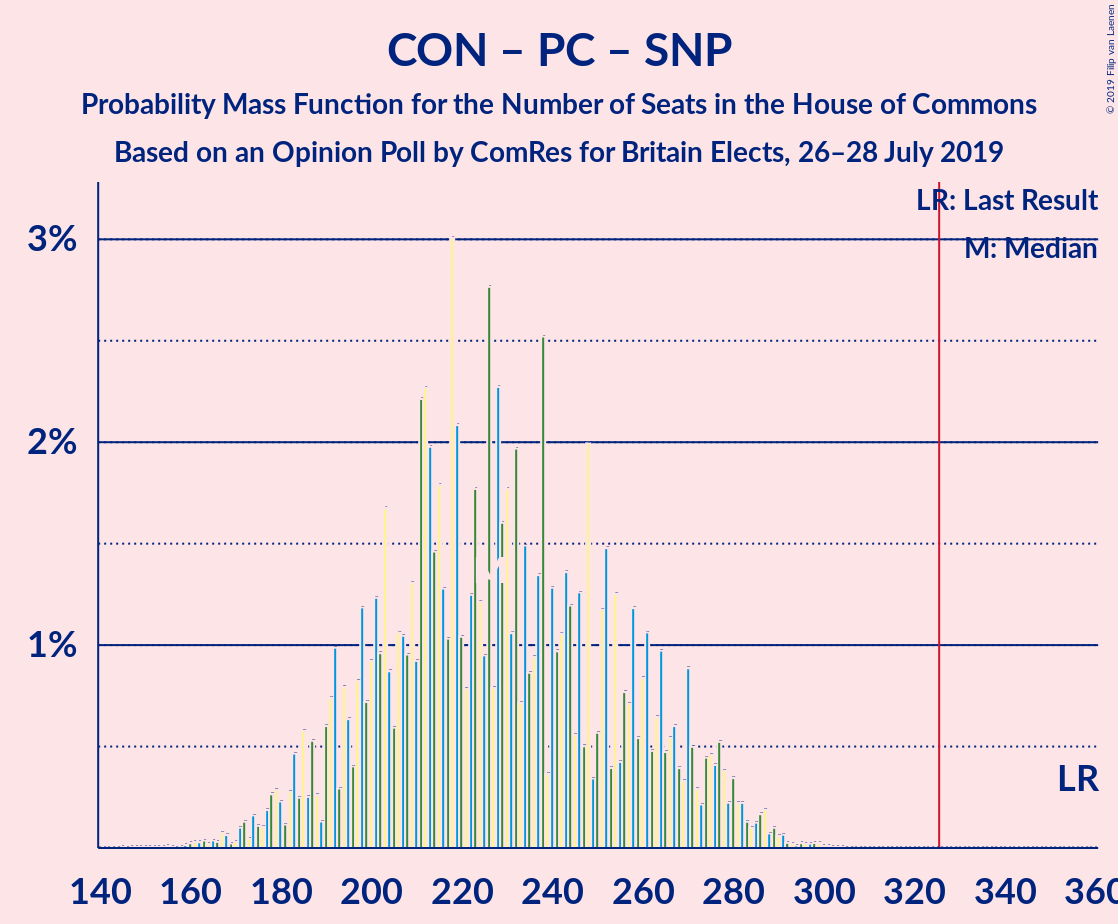 CON – PC – SNP
Probability Mass Function for the Number of Seats in the House of Commons
Based on an Opinion Poll by ComRes for Britain Elects, 26–28 July 2019
© 2019 Filip van Laenen
LR: Last Result
M: Median
3%
2%
1%
LR
140 160 180 200 220 240 260 280 300 320 340 360